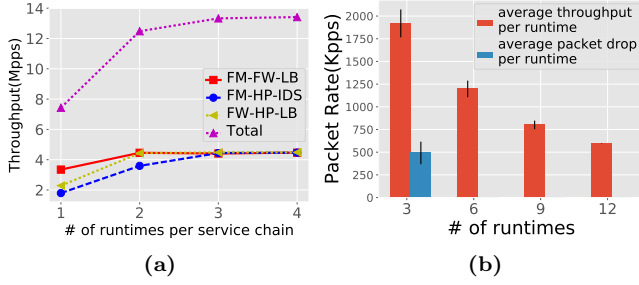 14
12
10
8
6
4
2
Throughput(Mpps)
FM-FW-LB
FM-HP-IDS
FW-HP-LB
Total
1 2 3 4
# of runtimes per service chain
(a)
2000
1750
1500
1250
1000
750
500
250
0
Packet Rate(Kpps)
average throughput
per runtime
average packet drop
per runtime
3 6 9 12
# of runtimes
(b)